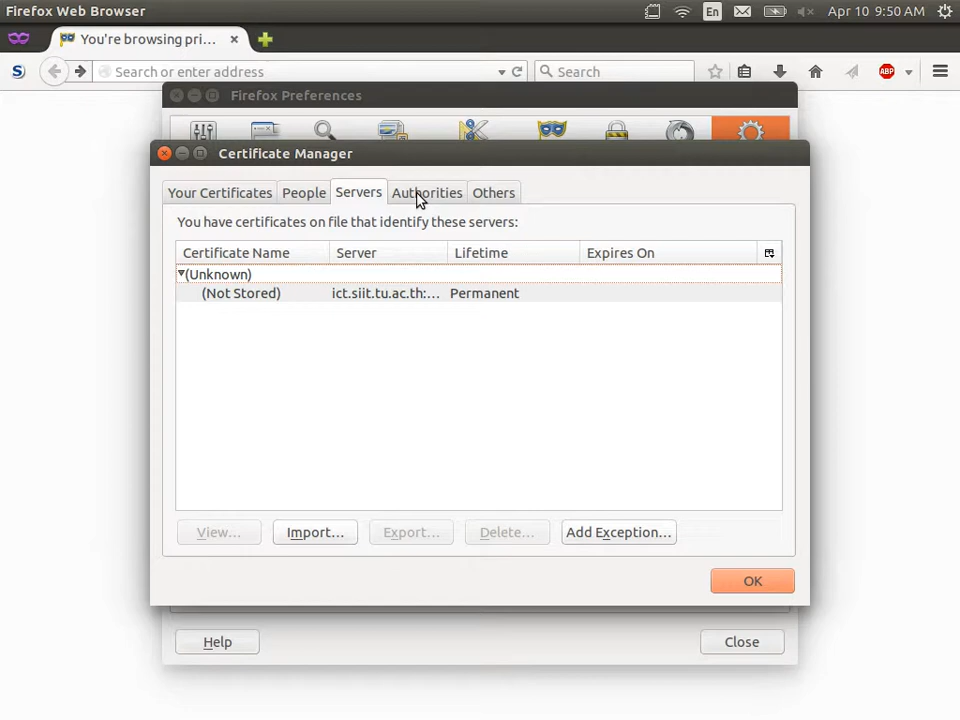 Firefox Web Browser
En
Apr 10 9:50 AM
You're browsing pri...
S
Search or enter address
Search
ABP
Firefox Preferences
Certificate Manager
Your Certificates
People
Servers
Authorities
Others
You have certificates on file that identify these servers:
Certificate Name
Server
Lifetime
Expires On
(Unknown)
(Not Stored)
ict.siit.tu.ac.th:...
Permanent
View...
Import...
Export...
Delete...
Add Exception...
OK
Help
Close